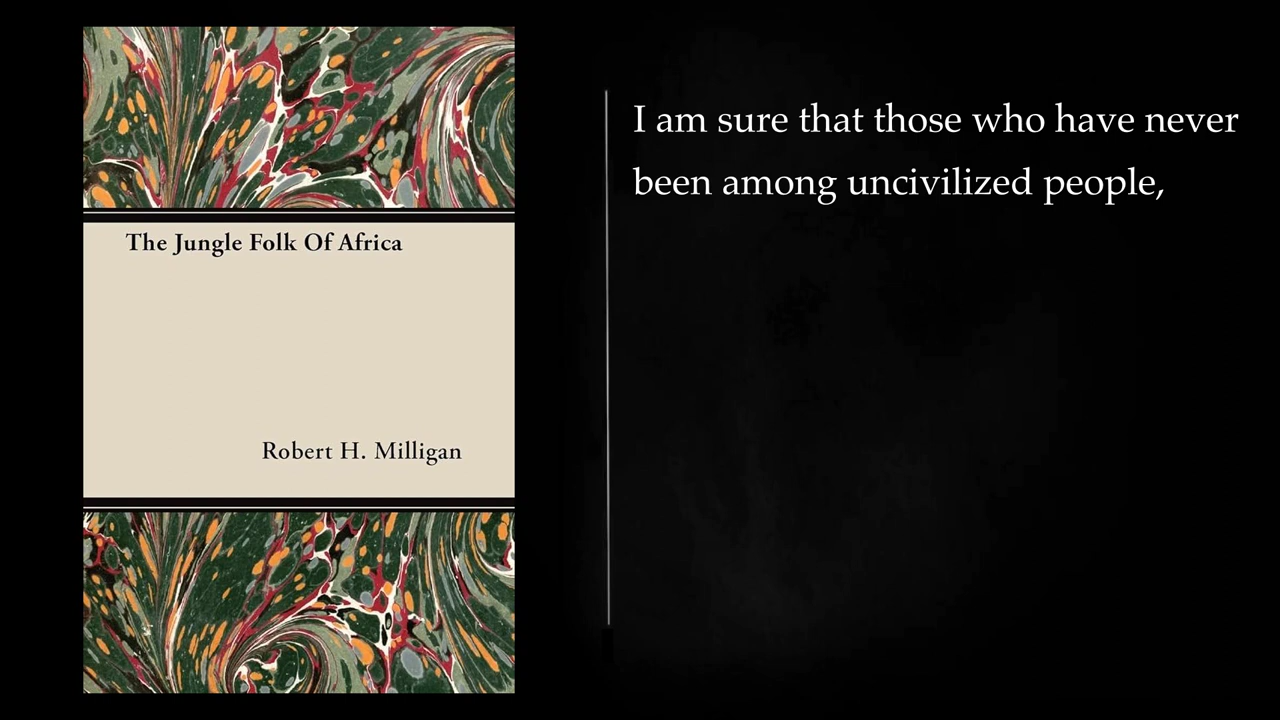 The Jungle Folk Of Africa
Robert H. Milligan
I am sure that those who have never
been among uncivilized people,